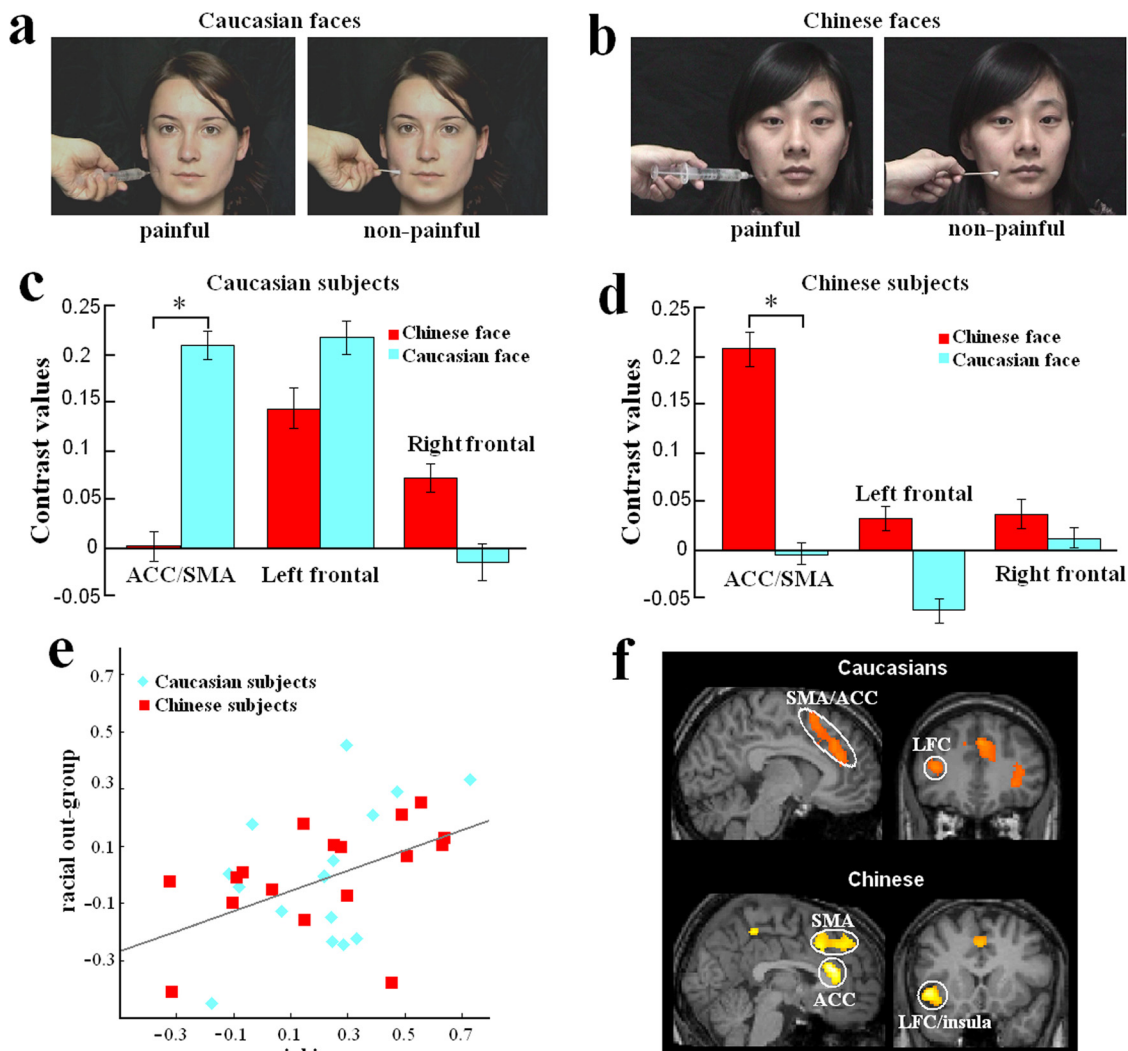 a
Caucasian faces
painful
non-painful
b
Chinese faces
painful
non-painful
c
Caucasian subjects
Contrast values
0.25
0.2
0.15
0.1
0.05
0
-0.05
*
Chinese face
Caucasian face
ACC/SMA
Left frontal
Right frontal
d
Chinese subjects
Contrast values
0.25
0.2
0.15
0.1
0.05
0
-0.05
*
Chinese face
Caucasian face
ACC/SMA
Left frontal
Right frontal
e
Caucasian subjects
Chinese subjects
racial out-group
0.7
0.5
0.3
0.1
-0.1
-0.3
-0.3
-0.1
0.1
0.3
0.5
0.7
f
Caucasians
SMA/ACC
LFC
Chinese
SMA
ACC
LFC/insula